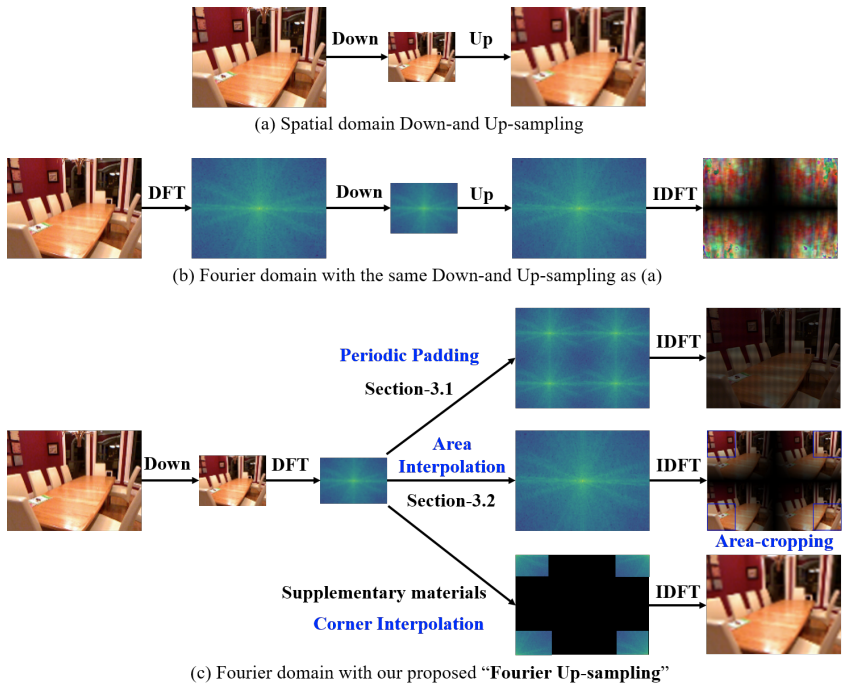 Down
Up
(a) Spatial domain Down-and Up-sampling
DFT
Down
Up
IDFT
(b) Fourier domain with the same Down-and Up-sampling as (a)
Periodic Padding
Section-3.1
IDFT
Down
DFT
Area
Interpolation
Section-3.2
IDFT
Area-cropping
Supplementary materials
Corner Interpolation
IDFT
(c) Fourier domain with our proposed “Fourier Up-sampling”